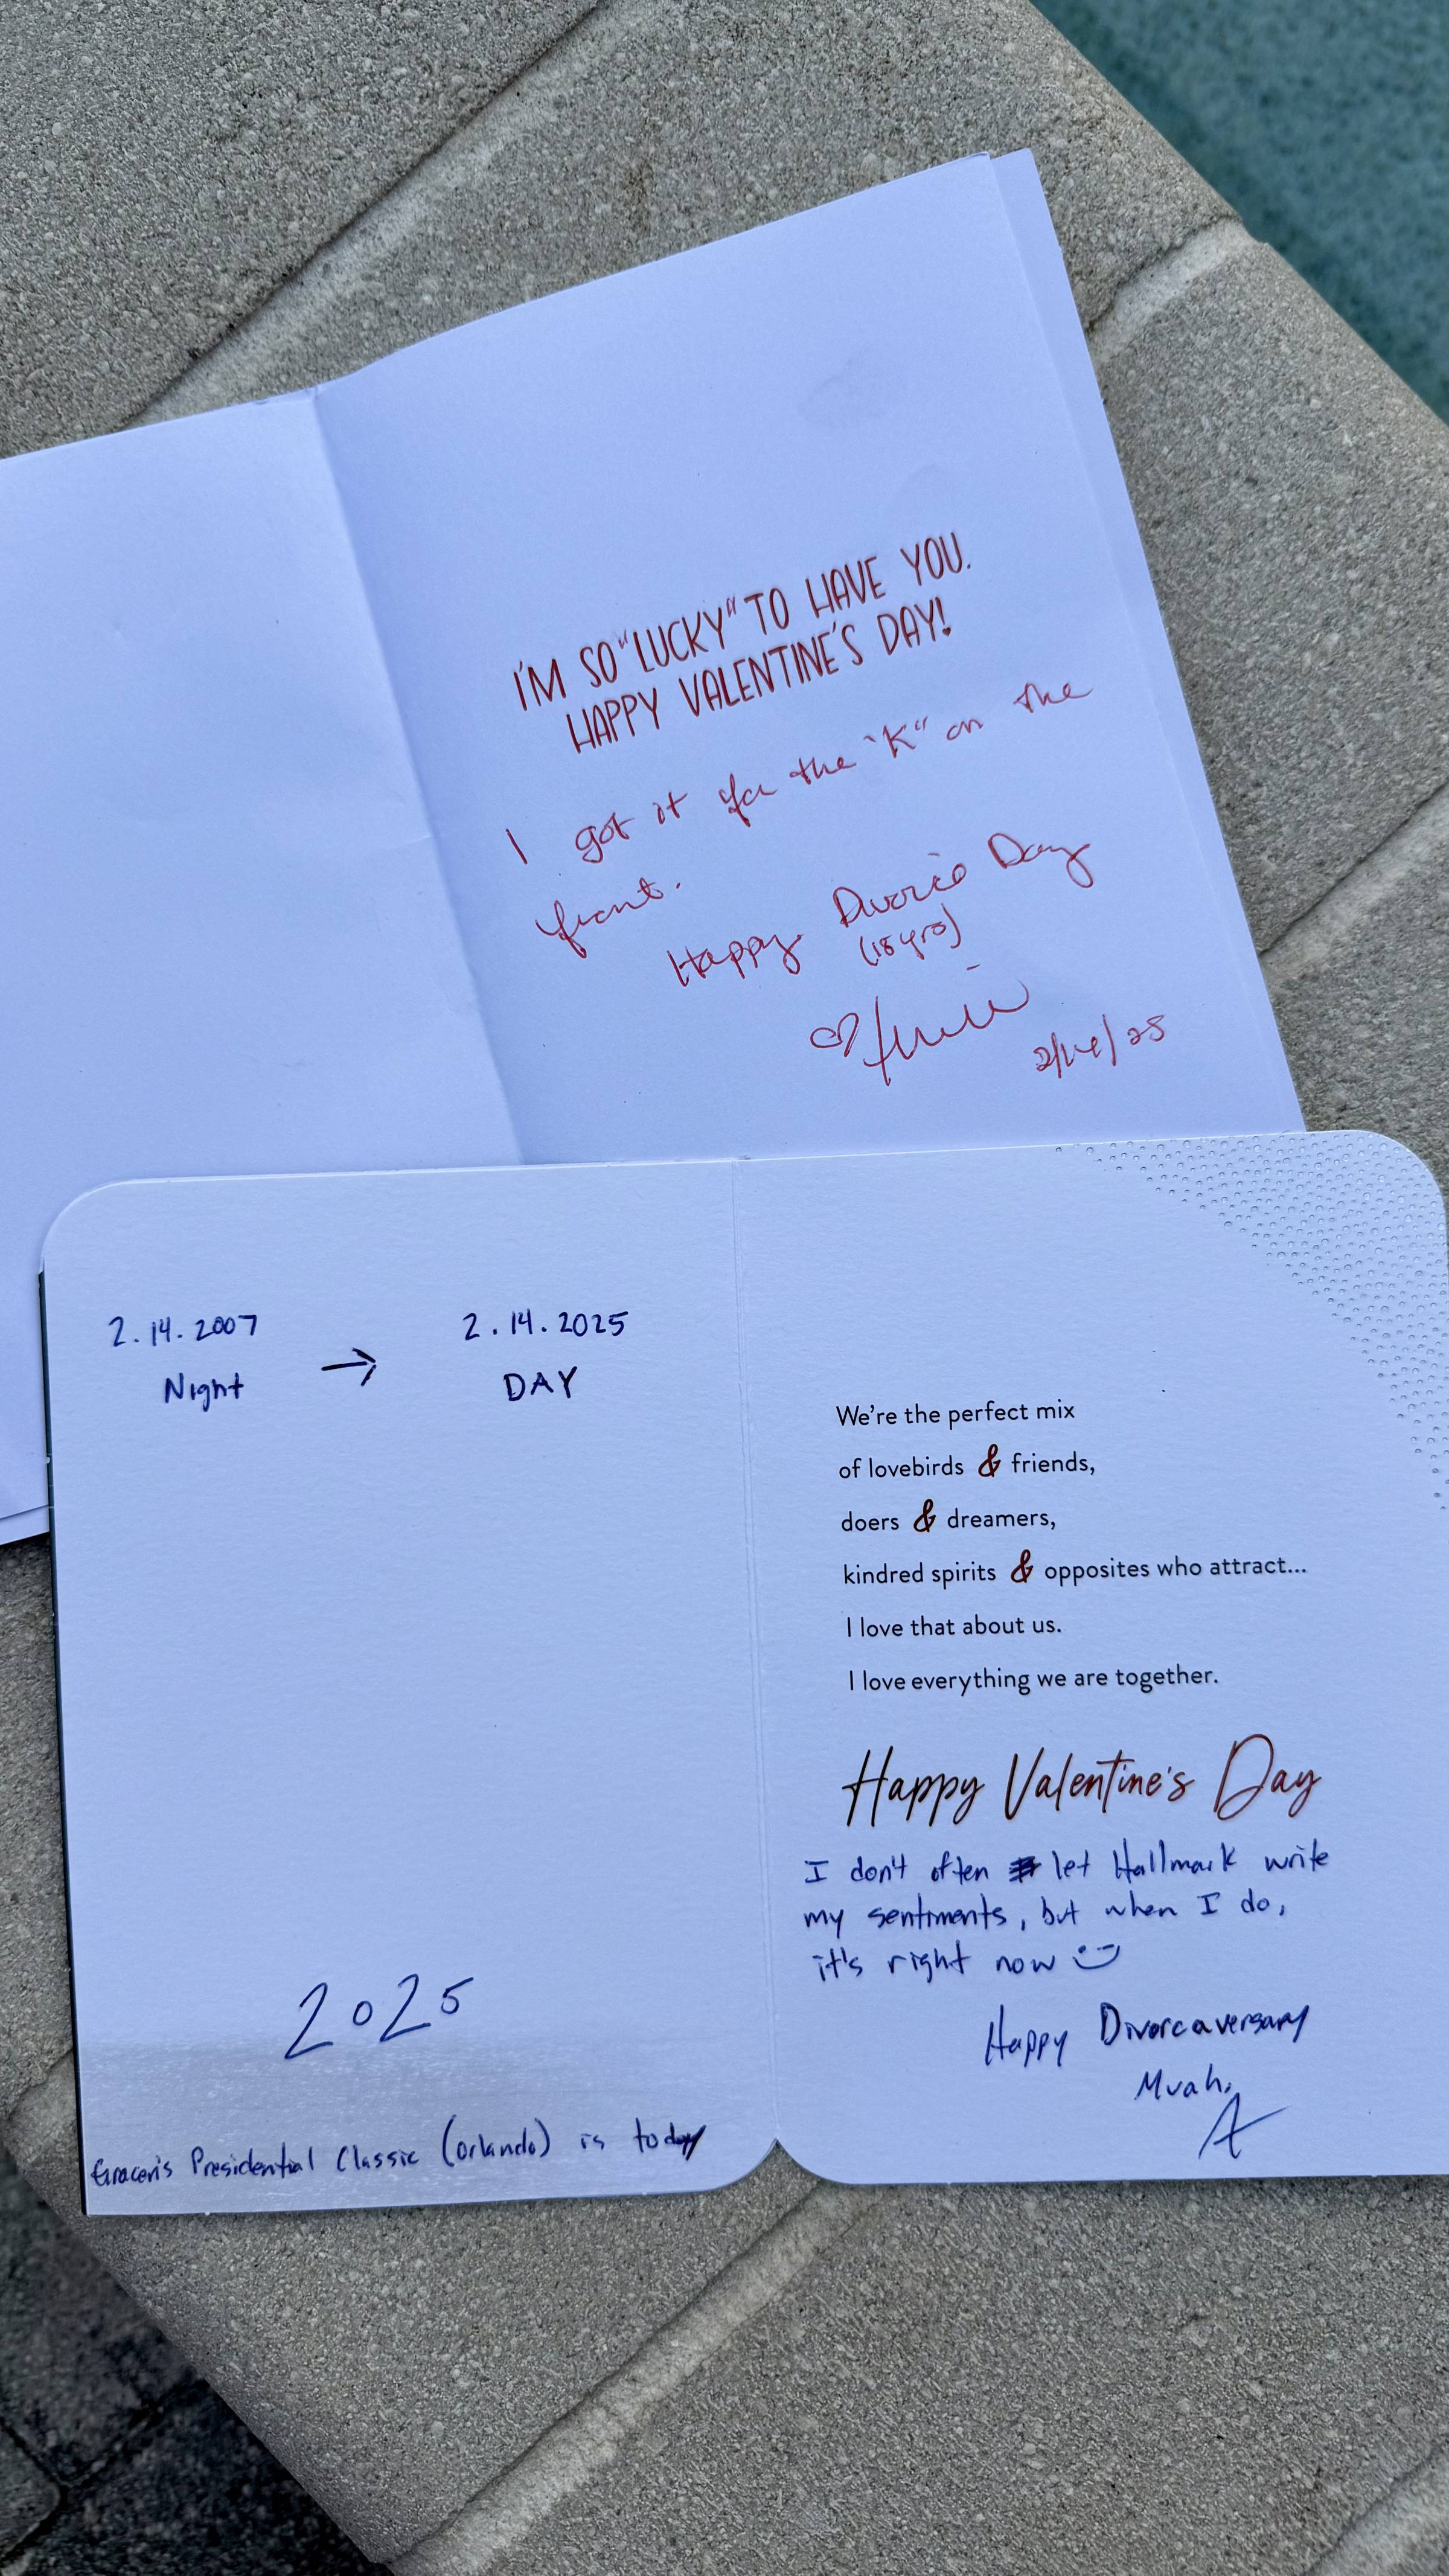 I'M SO "LUCKY" TO HAVE YOU.
HAPPY VALENTINE'S DAY!
I got it for the "K" on the
front.
Happy Divorce Day
(18 yrs)
2/14/25
2.14.2007 → 2.14.2025
Night DAY
2025
Gracen's Presidential Classic (Orlando) is today
We're the perfect mix
of lovebirds & friends,
doers & dreamers,
kindred spirits & opposites who attract...
I love that about us.
I love everything we are together.
Happy Valentine's Day
I don't often let Hallmark write
my sentiments, but when I do,
it's right now
Happy Divorcaversary
Muah.
A